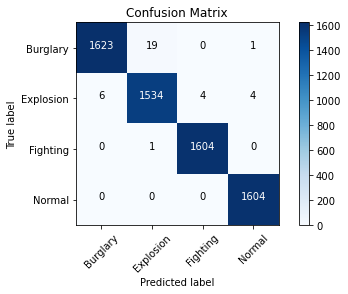 Confusion Matrix
True label
Burglary 1623 19 0 1
Explosion 6 1534 4 4
Fighting 0 1 1604 0
Normal 0 0 0 1604
Burglary Explosion Fighting Normal
Predicted label
1600
1400
1200
1000
800
600
400
200
0